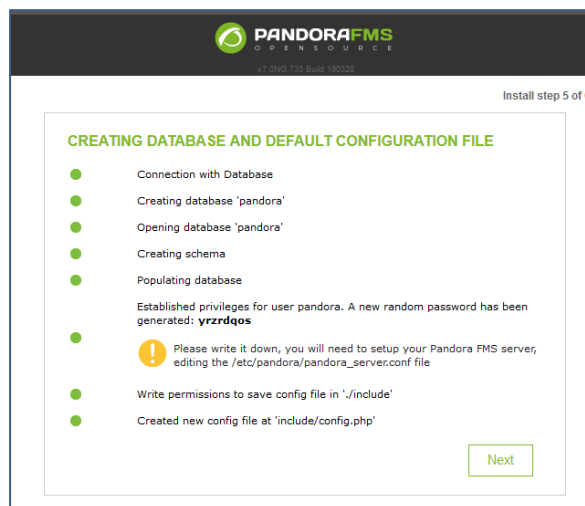 PANDORAFMS
OPEN SOURCE
v7.0NG.733 Build 190329
Install step 5 of
CREATING DATABASE AND DEFAULT CONFIGURATION FILE
Connection with Database
Creating database 'pandora'
Opening database 'pandora'
Creating schema
Populating database
Established privileges for user pandora. A new random password has been
generated: yrzrdqos
Please write it down, you will need to setup your Pandora FMS server,
editing the /etc/pandora/pandora_server.conf file
Write permissions to save config file in './include'
Created new config file at 'include/config.php'
Next